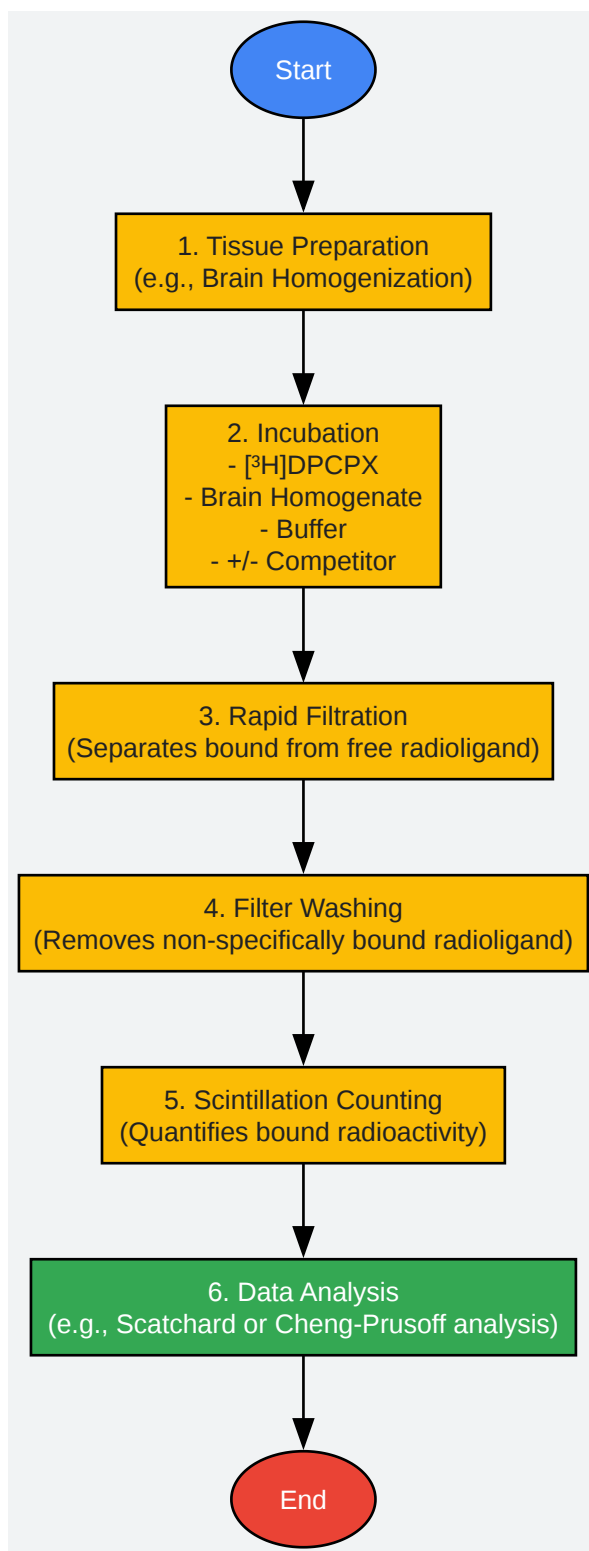 Start
1. Tissue Preparation
(e.g., Brain Homogenization)
2. Incubation
- [³H]DPCPX
- Brain Homogenate
- Buffer
- +/- Competitor
3. Rapid Filtration
(Separates bound from free radioligand)
4. Filter Washing
(Removes non-specifically bound radioligand)
5. Scintillation Counting
(Quantifies bound radioactivity)
6. Data Analysis
(e.g., Scatchard or Cheng-Prusoff analysis)
End